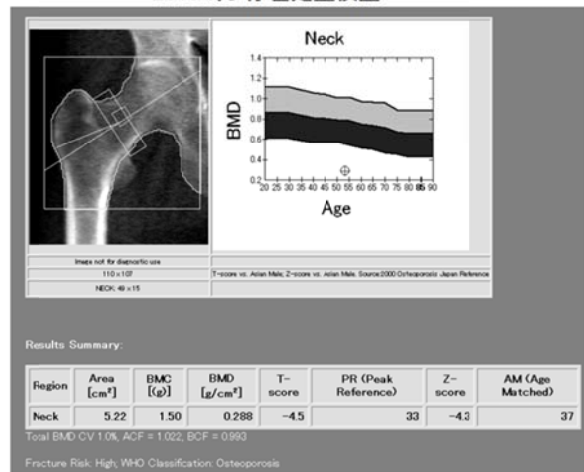 Neck
BMD
1.4
1.2
1.0
0.8
0.6
0.4
0.2
20 25 30 35 40 45 50 55 60 65 70 75 80 85 90
Age
Image not for diagnostic use
110 x 107
NECK: 49 x 15
T-score vs. Asian Male; Z-score vs. Asian Male. Source:2000 Osteoporosis Japan Reference
Results Summary:
Region Area [cm²] BMC [(g)] BMD [g/cm²] T-score PR (Peak Reference) Z-score AM (Age Matched)
Neck 5.22 1.50 0.288 -4.5 33 -4.3 37
Total BMD CV 1.0%, ACF = 1.022, BCF = 0.993
Fracture Risk: High; WHO Classification: Osteoporosis